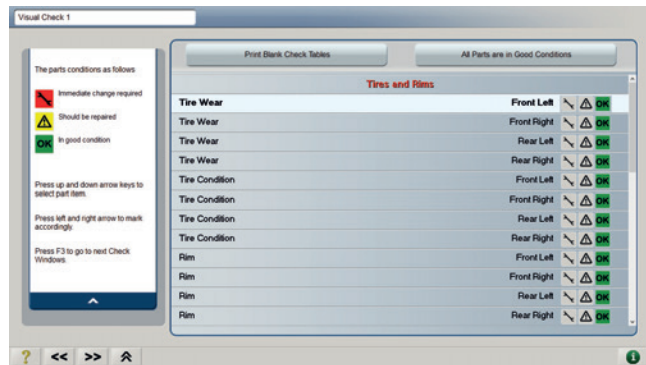 Visual Check 1
The parts conditions as follows
Immediate change required
Should be repaired
OK In good condition
Press up and down arrow keys to
select part item.
Press left and right arrow to mark
accordingly.
Press F3 to go to next Check
Windows.
Print Blank Check Tables
All Parts are in Good Conditions
Tires and Rims
Tire Wear Front Left OK
Tire Wear Front Right OK
Tire Wear Rear Left OK
Tire Wear Rear Right OK
Tire Condition Front Left OK
Tire Condition Front Right OK
Tire Condition Rear Left OK
Tire Condition Rear Right OK
Rim Front Left OK
Rim Front Right OK
Rim Rear Left OK
Rim Rear Right OK
? << >>